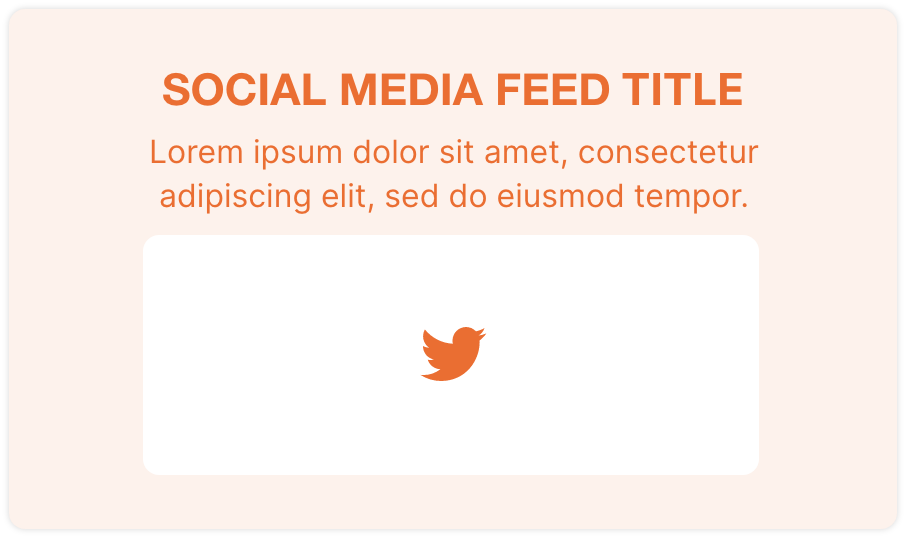 SOCIAL MEDIA FEED TITLE
Lorem ipsum dolor sit amet, consectetur
adipiscing elit, sed do eiusmod tempor.